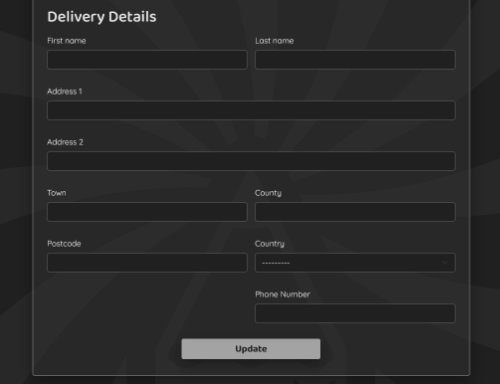 Delivery Details
First name Last name
Address 1
Address 2
Town County
Postcode Country
---------
Phone Number
Update